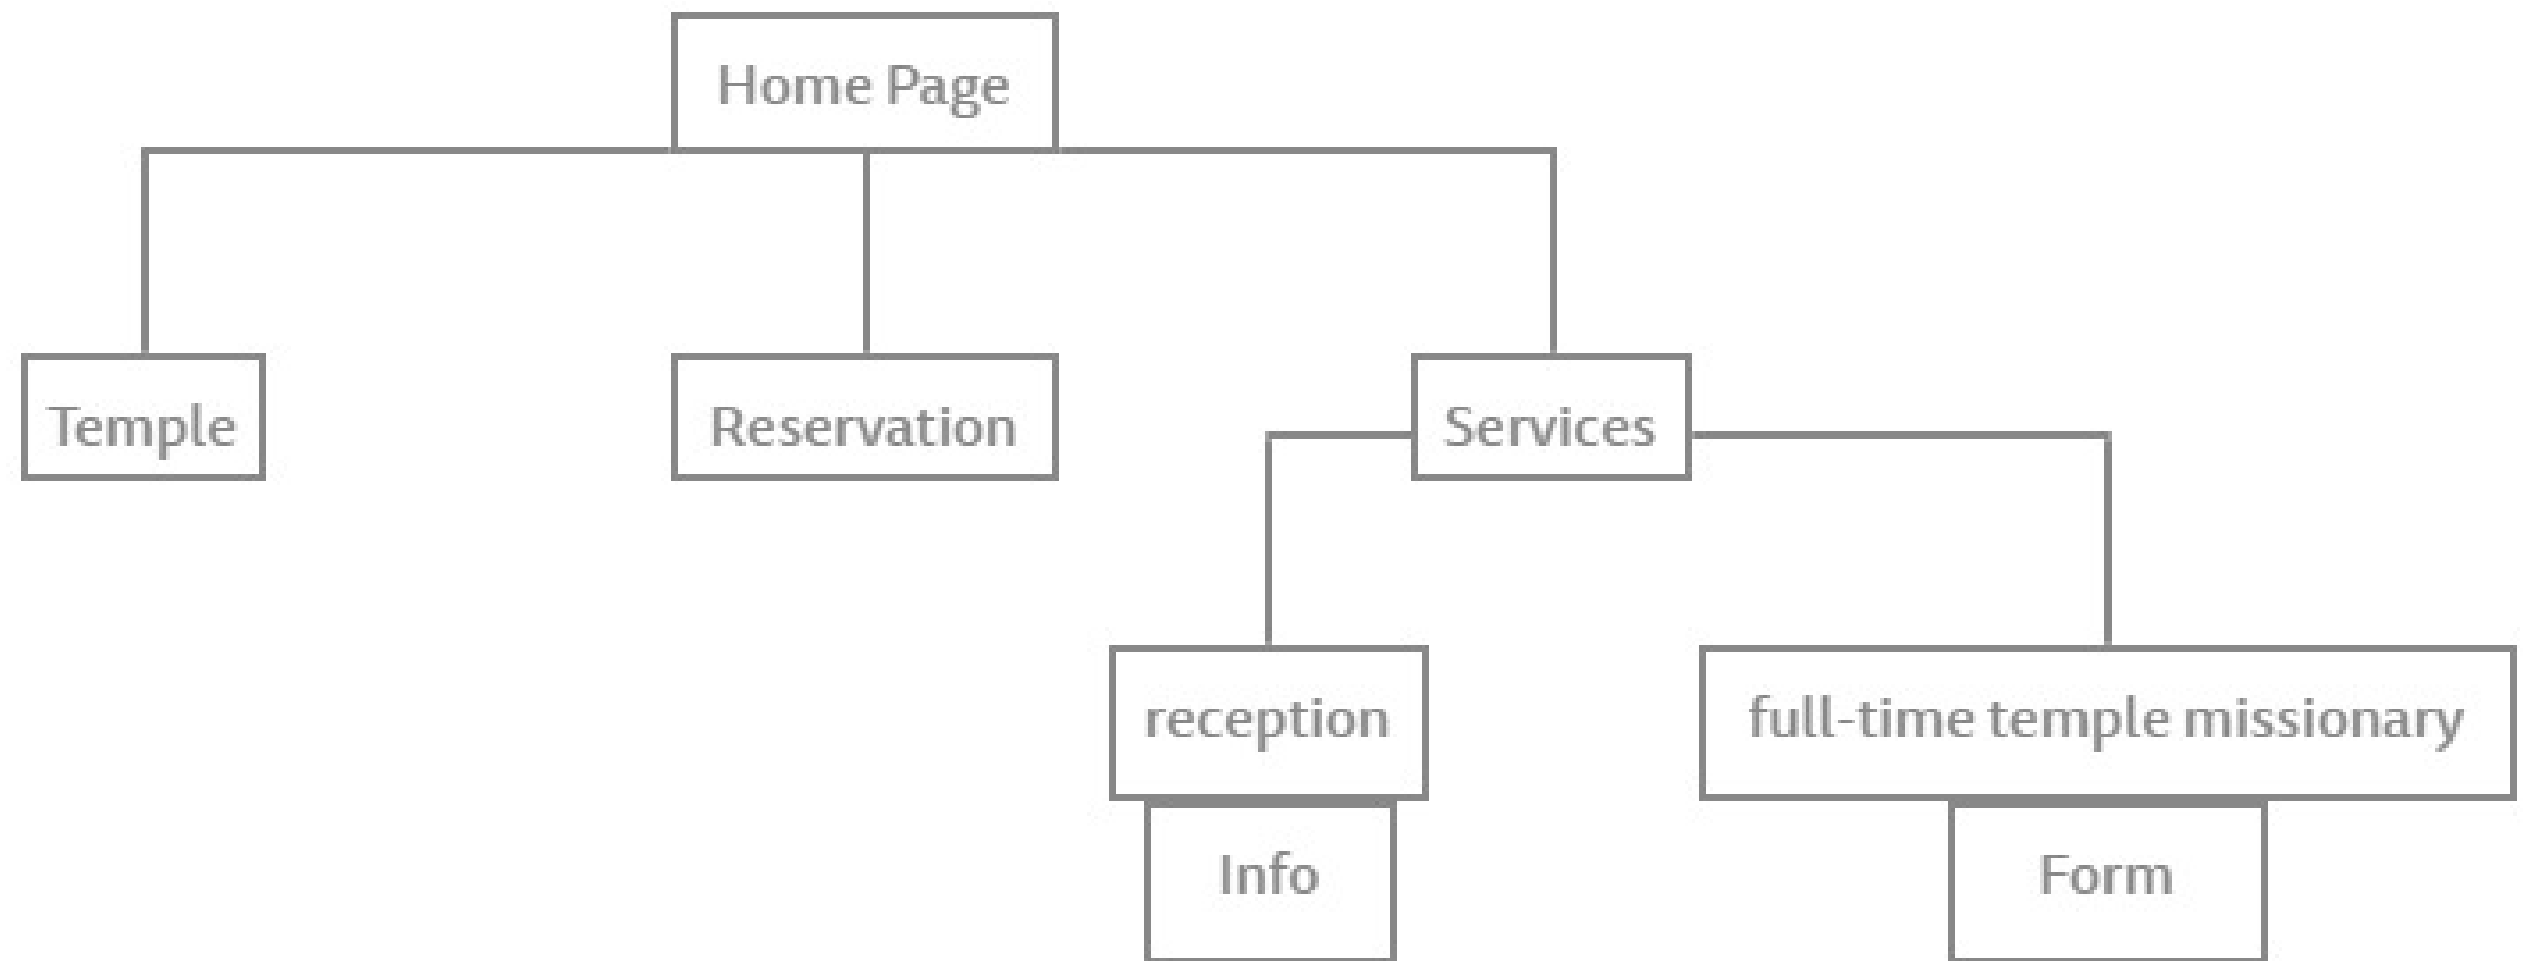 Home Page
Temple
Reservation
Services
reception
full-time temple missionary
Info
Form